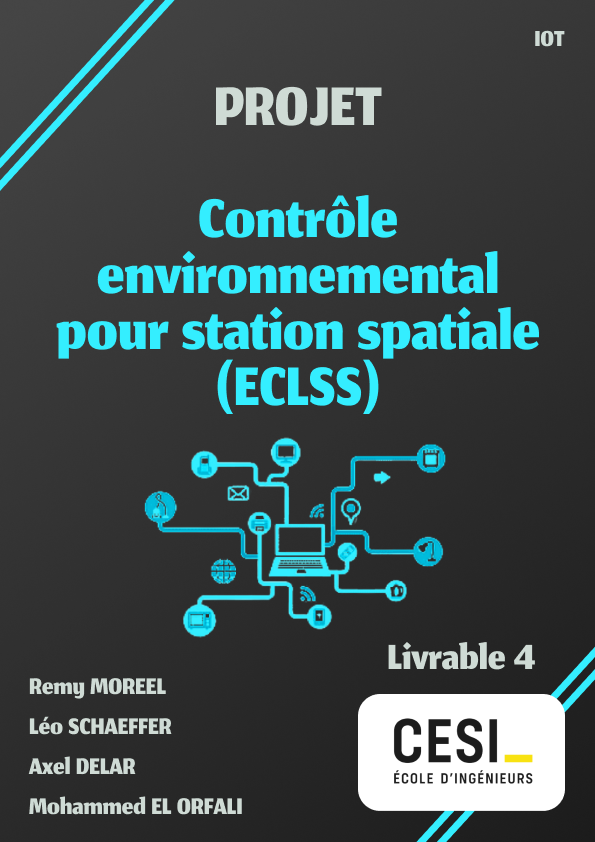 IOT
PROJET
Contrôle
environnemental
pour station spatiale
(ECLSS)
Livrable 4
Remy MOREEL
Léo SCHAEFFER
Axel DELAR
Mohammed EL ORFALI
CESI_
ÉCOLE D'INGÉNIEURS